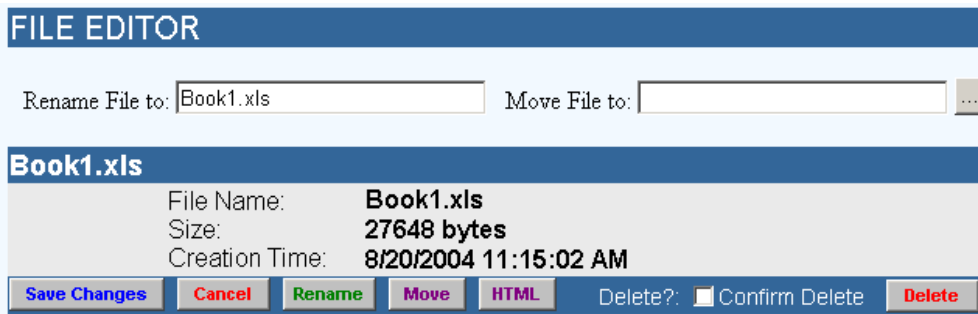 FILE EDITOR
Rename File to: Book1.xls Move File to: ...
Book1.xls
File Name: Book1.xls
Size: 27648 bytes
Creation Time: 8/20/2004 11:15:02 AM
Save Changes Cancel Rename Move HTML Delete?: Confirm Delete Delete